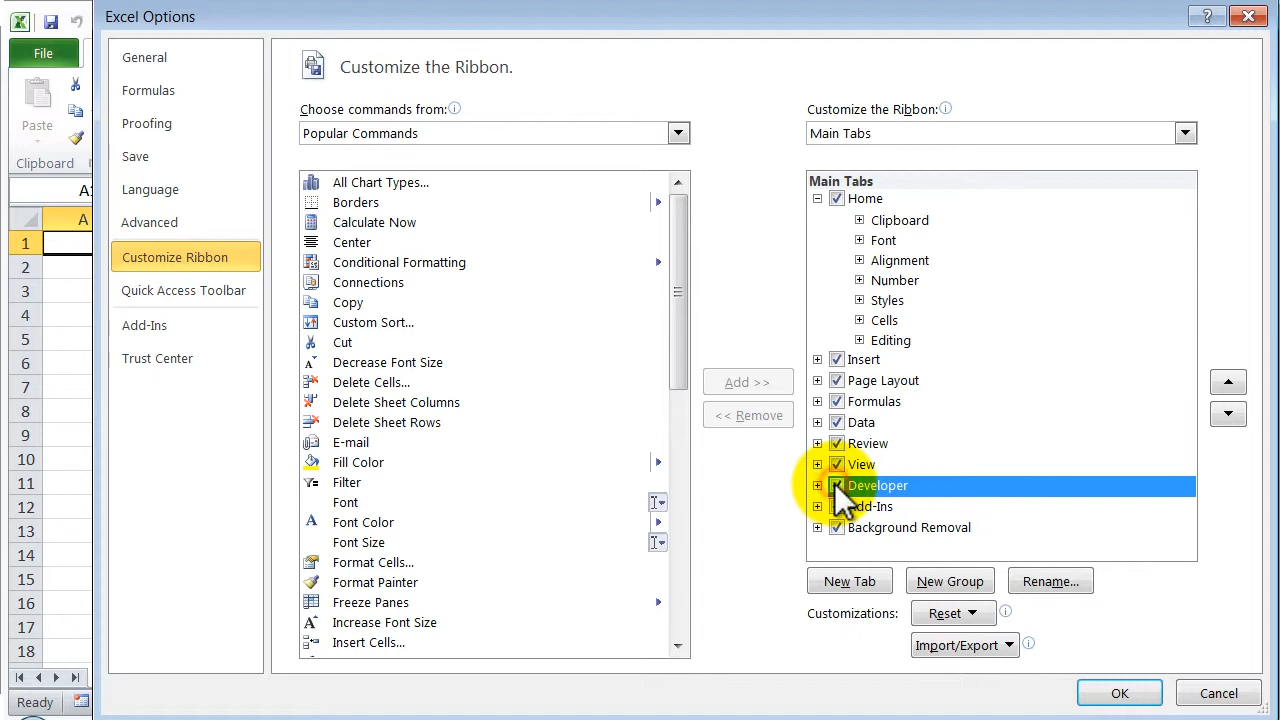 Excel Options
File
Paste
Clipboard
A
1
2
3
4
5
6
7
8
9
10
11
12
13
14
15
16
17
18
Ready
General
Formulas
Proofing
Save
Language
Advanced
Customize Ribbon
Quick Access Toolbar
Add-Ins
Trust Center
Customize the Ribbon.
Choose commands from:
Popular Commands
All Chart Types...
Borders
Calculate Now
Center
Conditional Formatting
Connections
Copy
Custom Sort...
Cut
Decrease Font Size
Delete Cells...
Delete Sheet Columns
Delete Sheet Rows
E-mail
Fill Color
Filter
Font
Font Color
Font Size
Format Cells...
Format Painter
Freeze Panes
Increase Font Size
Insert Cells...
Add >>
<< Remove
Customize the Ribbon:
Main Tabs
Main Tabs
Home
Clipboard
Font
Alignment
Number
Styles
Cells
Editing
Insert
Page Layout
Formulas
Data
Review
View
Developer
Background Removal
New Tab
New Group
Rename...
Customizations:
Reset
Import/Export
OK
Cancel